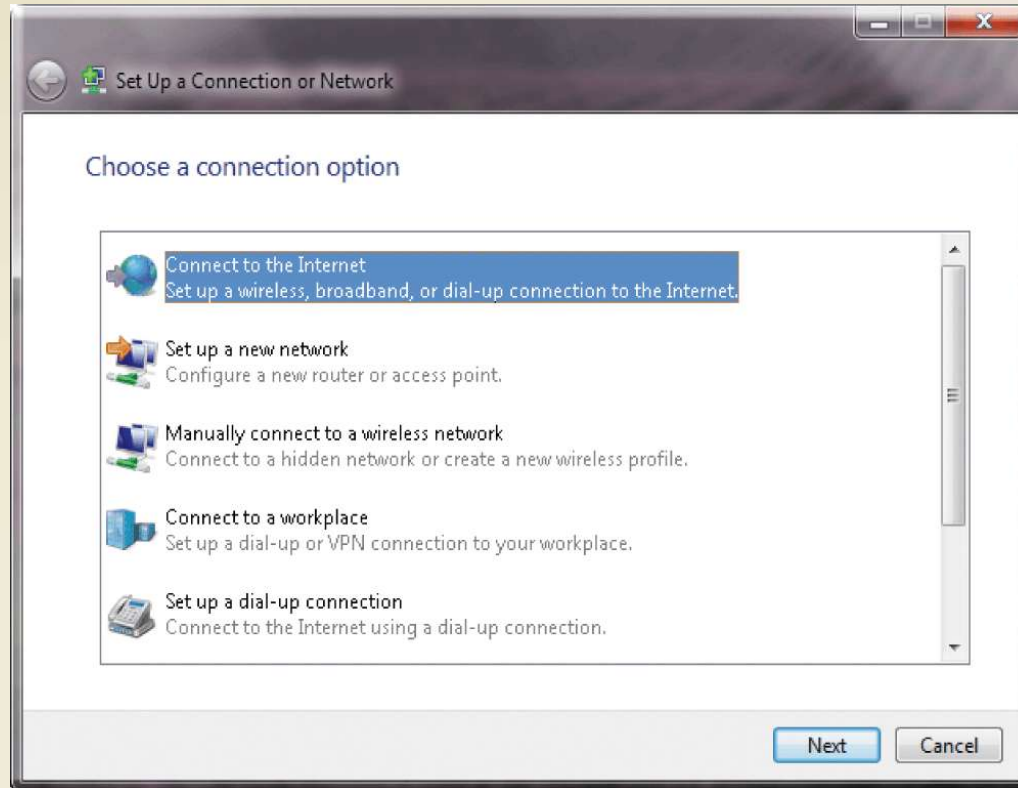 Set Up a Connection or Network
Choose a connection option
Connect to the Internet
Set up a wireless, broadband, or dial-up connection to the Internet.
Set up a new network
Configure a new router or access point.
Manually connect to a wireless network
Connect to a hidden network or create a new wireless profile.
Connect to a workplace
Set up a dial-up or VPN connection to your workplace.
Set up a dial-up connection
Connect to the Internet using a dial-up connection.
Next
Cancel